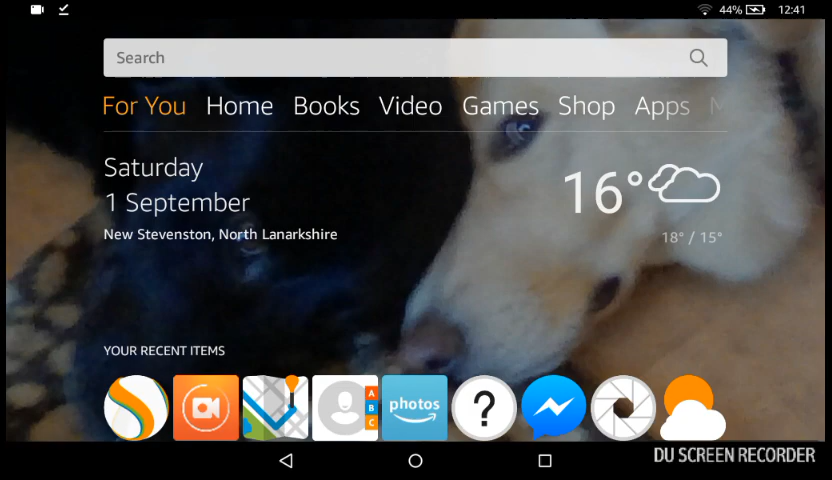 44% 12:41
Search
For You Home Books Video Games Shop Apps
Saturday
1 September
New Stevenston, North Lanarkshire
16°
18° / 15°
YOUR RECENT ITEMS
A
B
C
photos
?
DU SCREEN RECORDER